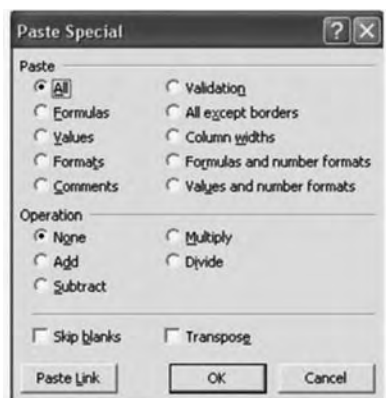 Paste Special
Paste
All
Validation
Formulas
All except borders
Values
Column widths
Formats
Formulas and number formats
Comments
Values and number formats
Operation
None
Multiply
Add
Divide
Subtract
Skip blanks
Transpose
Paste Link
OK
Cancel